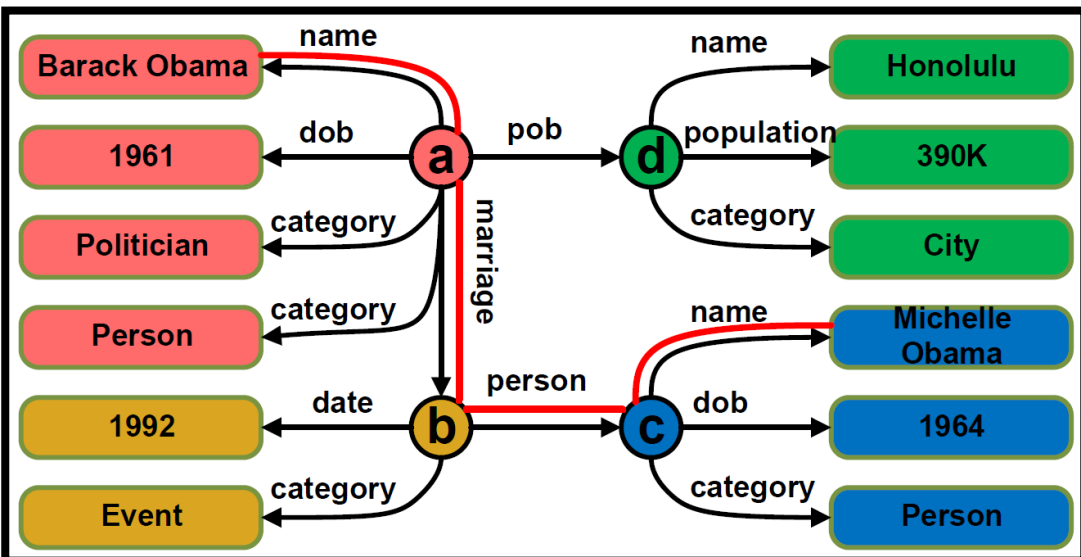 name
name
Barack Obama
Honolulu
dob
pob
population
1961
a
d
390K
category
category
Politician
marriage
City
category
name
Person
Michelle
Obama
person
date
dob
1992
b
c
1964
category
category
Event
Person